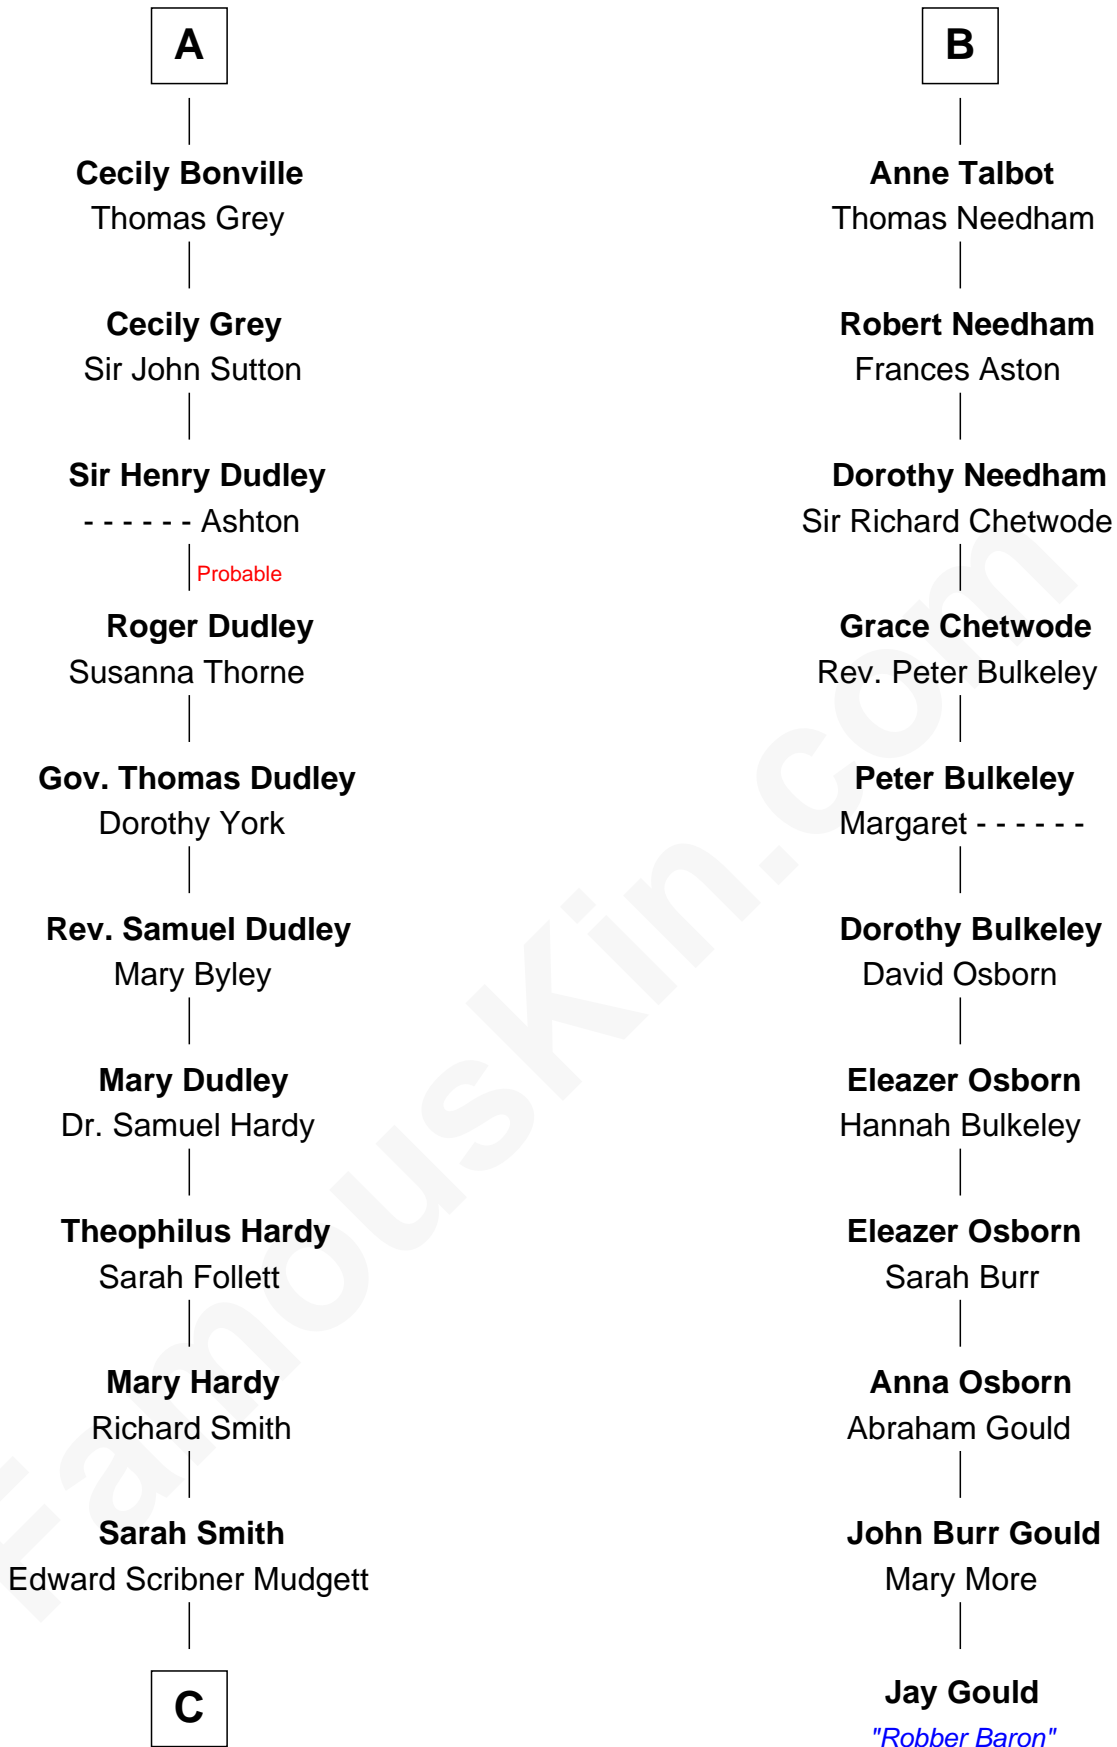 A
Cecily Bonville
Thomas Grey
Cecily Grey
Sir John Sutton
Sir Henry Dudley
- - - - - - Ashton
Probable
Roger Dudley
Susanna Thorne
Gov. Thomas Dudley
Dorothy York
Rev. Samuel Dudley
Mary Byley
Mary Dudley
Dr. Samuel Hardy
Theophilus Hardy
Sarah Follett
Mary Hardy
Richard Smith
Sarah Smith
Edward Scribner Mudgett
C
B
Anne Talbot
Thomas Needham
Robert Needham
Frances Aston
Dorothy Needham
Sir Richard Chetwode
Grace Chetwode
Rev. Peter Bulkeley
Peter Bulkeley
Margaret - - - - - -
Dorothy Bulkeley
David Osborn
Eleazer Osborn
Hannah Bulkeley
Eleazer Osborn
Sarah Burr
Anna Osborn
Abraham Gould
John Burr Gould
Mary More
Jay Gould
"Robber Baron"
FamousKin.com